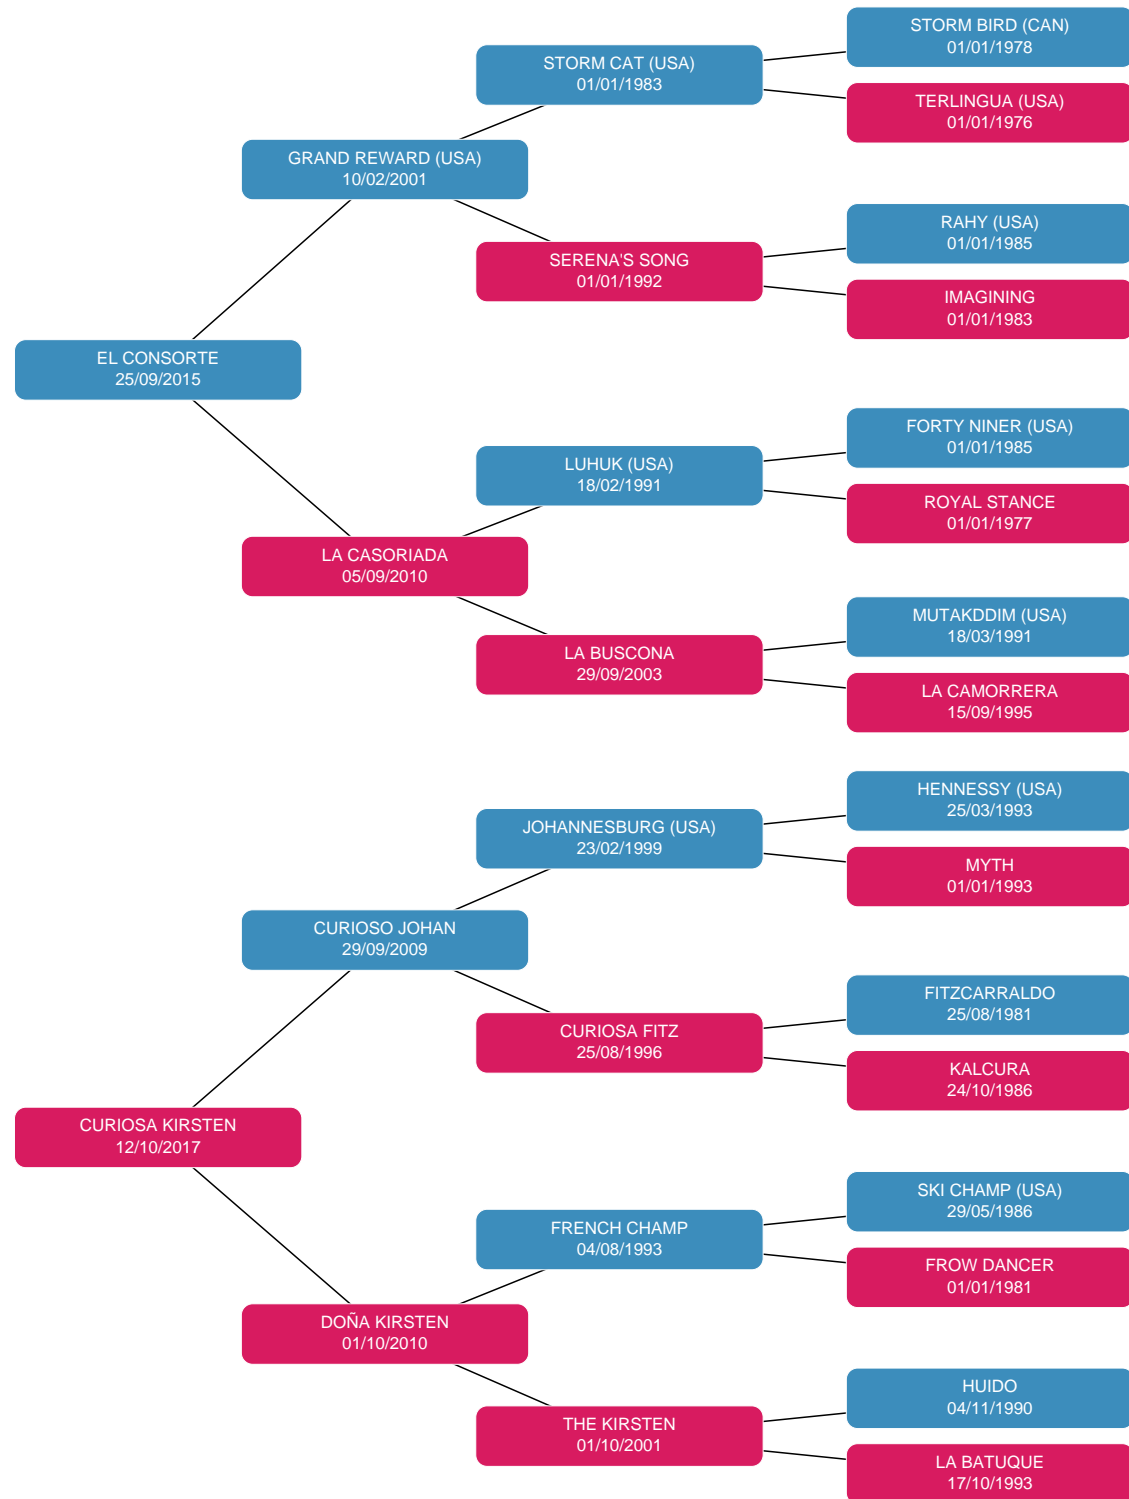 STORM BIRD (CAN)
01/01/1978
STORM CAT (USA)
01/01/1983
TERLINGUA (USA)
01/01/1976
GRAND REWARD (USA)
10/02/2001
RAHY (USA)
01/01/1985
SERENA'S SONG
01/01/1992
IMAGINING
01/01/1983
EL CONSORTE
25/09/2015
FORTY NINER (USA)
01/01/1985
LUHUK (USA)
18/02/1991
ROYAL STANCE
01/01/1977
LA CASORIADA
05/09/2010
MUTAKDDIM (USA)
18/03/1991
LA BUSCONA
29/09/2003
LA CAMORRERA
15/09/1995
HENNESSY (USA)
25/03/1993
JOHANNESBURG (USA)
23/02/1999
MYTH
01/01/1993
CURIOSO JOHAN
29/09/2009
FITZCARRALDO
25/08/1981
CURIOSA FITZ
25/08/1996
KALCURA
24/10/1986
CURIOSA KIRSTEN
12/10/2017
SKI CHAMP (USA)
29/05/1986
FRENCH CHAMP
04/08/1993
FROW DANCER
01/01/1981
DOÑA KIRSTEN
01/10/2010
HUIDO
04/11/1990
THE KIRSTEN
01/10/2001
LA BATUQUE
17/10/1993